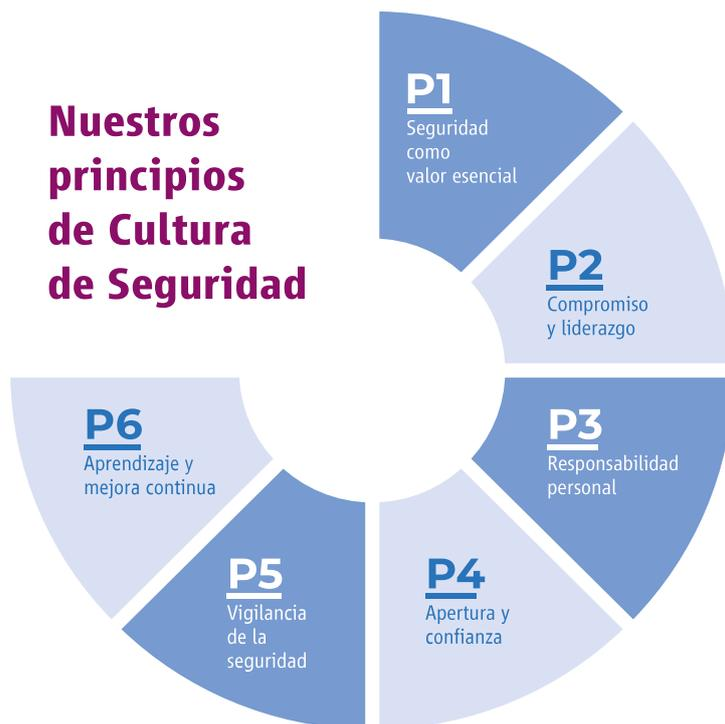 Nuestros
principios
de Cultura
de Seguridad
P1
Seguridad
como
valor esencial
P2
Compromiso
y liderazgo
P3
Responsabilidad
personal
P4
Apertura y
confianza
P5
Vigilancia
de la
seguridad
P6
Aprendizaje y
mejora continua